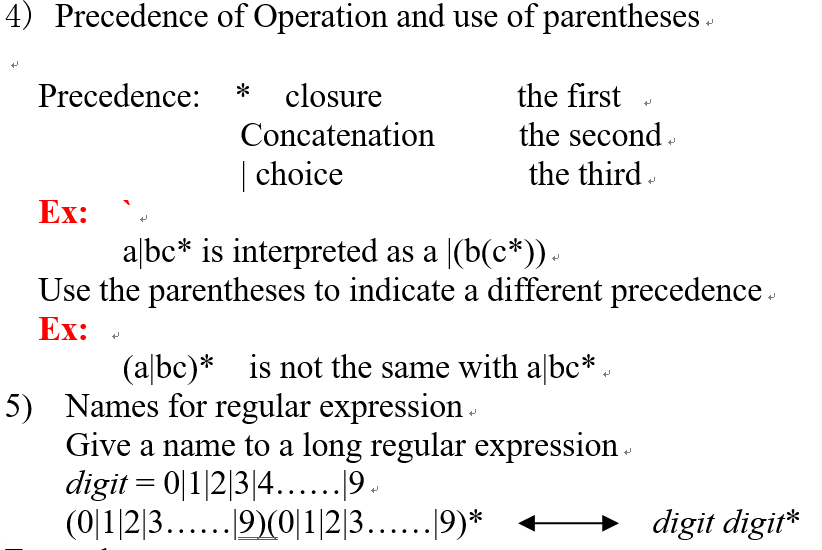 4) Precedence of Operation and use of parentheses
Precedence: * closure the first
Concatenation the second
| choice the third
Ex: `
a|bc* is interpreted as a |(b(c*))
Use the parentheses to indicate a different precedence
Ex:
(a|bc)* is not the same with a|bc*
5) Names for regular expression
Give a name to a long regular expression
digit = 0|1|2|3|4……|9
(0|1|2|3……|9)(0|1|2|3……|9)* ↔ digit digit*